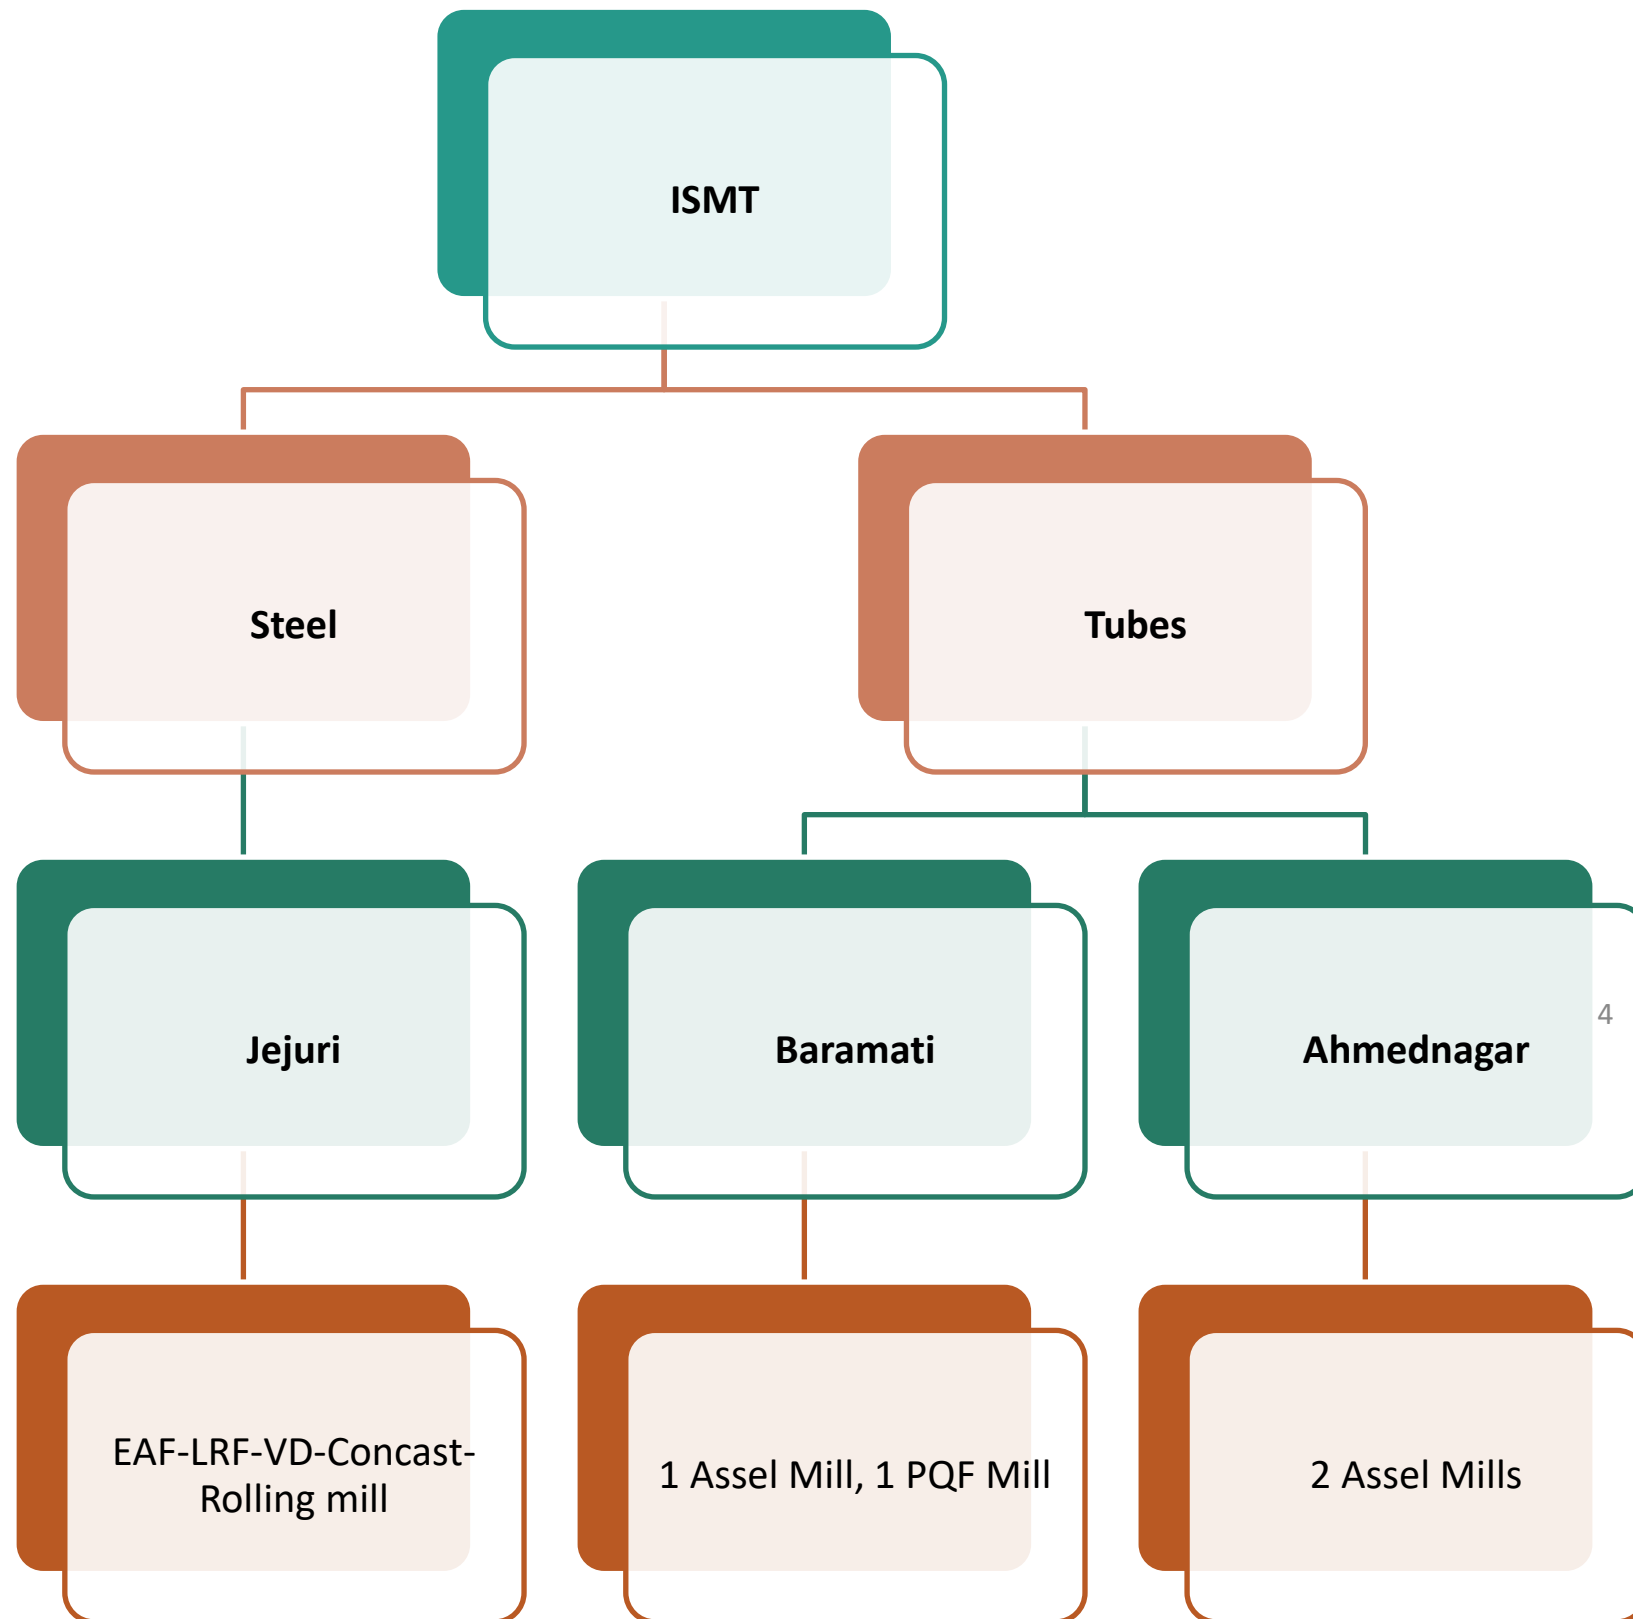 ISMT
Steel
Tubes
Jejuri
Baramati
Ahmednagar
4
EAF-LRF-VD-Concast-
Rolling mill
1 Assel Mill, 1 PQF Mill
2 Assel Mills